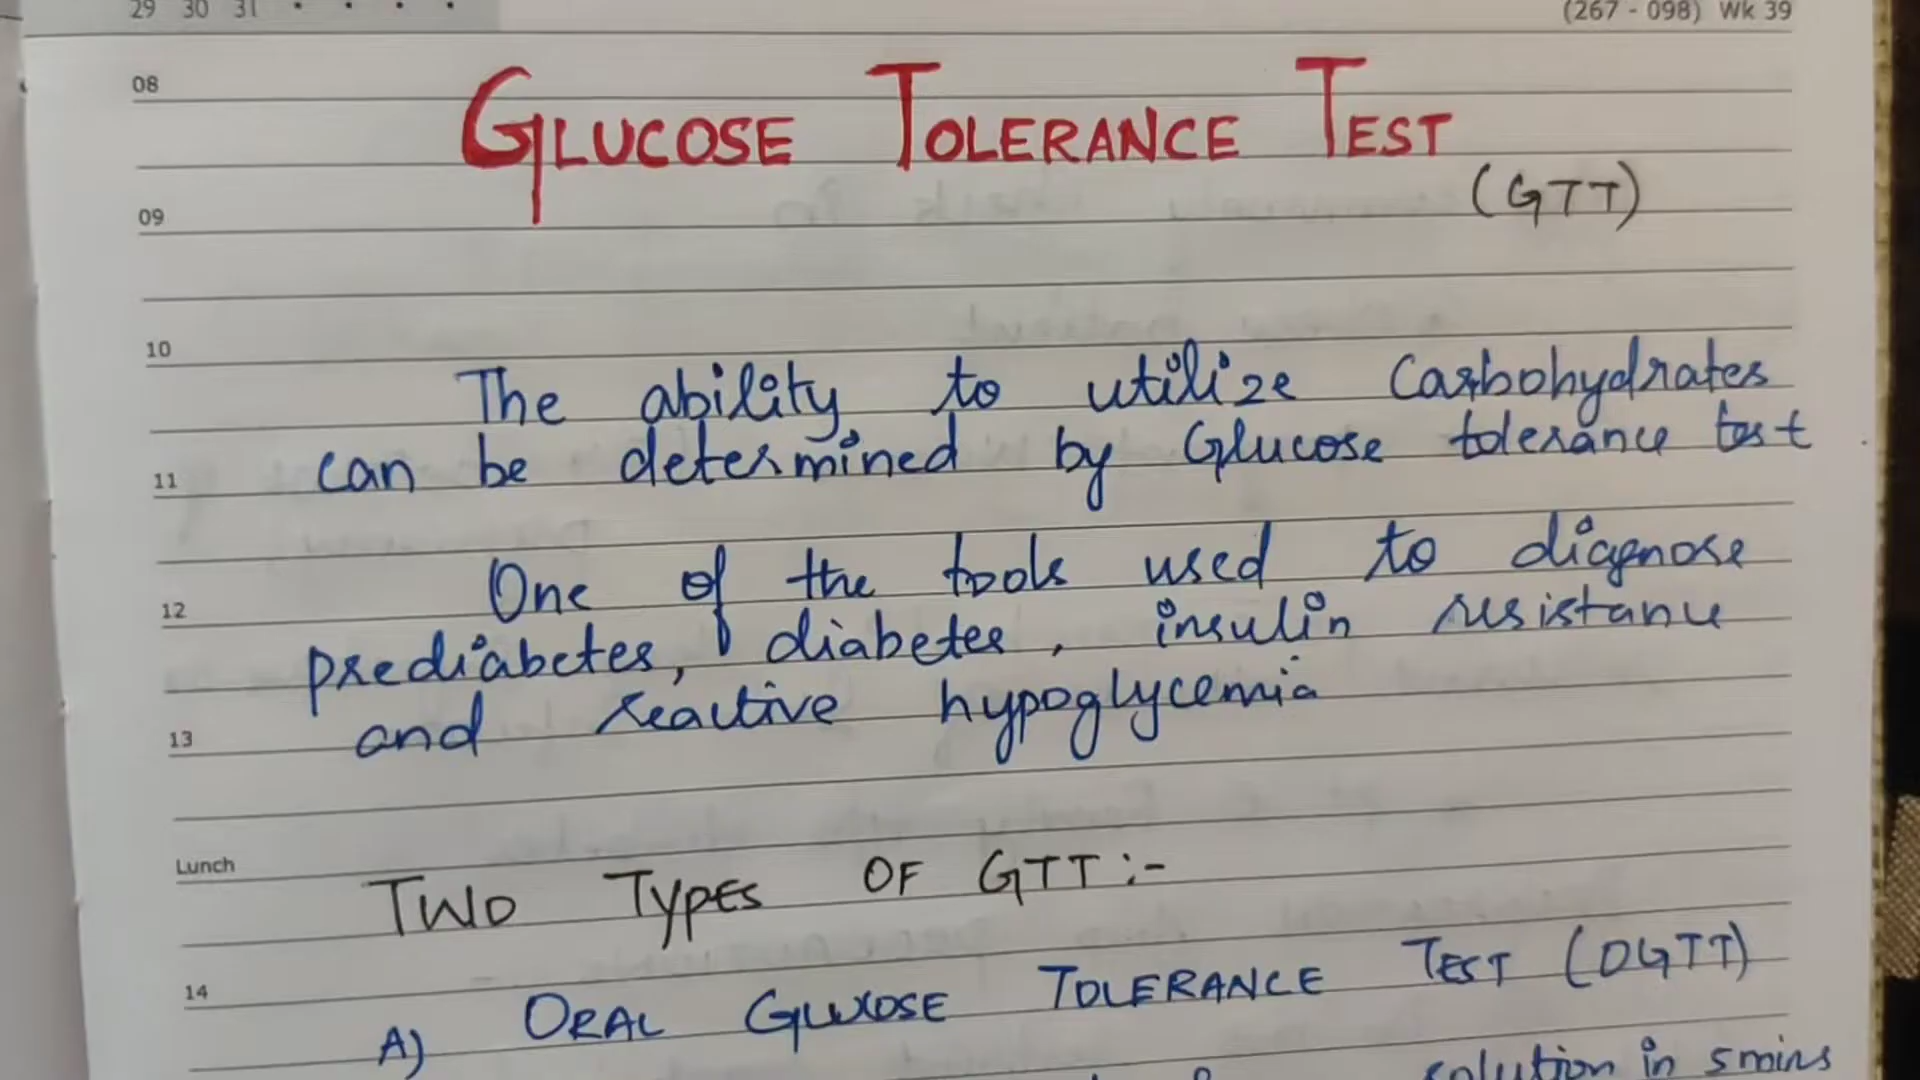 29 30 31
(267 - 098) Wk 39
08
GLUCOSE TOLERANCE TEST
(GTT)
09
10
The ability to utilize Carbohydrates
can be determined by Glucose tolerance test
11
One of the tools used to diagnose
12
prediabetes, diabetes, insulin resistance
and reactive hypoglycemia
13
Lunch
TWO TYPES OF GTT :-
14
A) ORAL GLUCOSE TOLERANCE TEST (OGTT)
solution in 5 mins